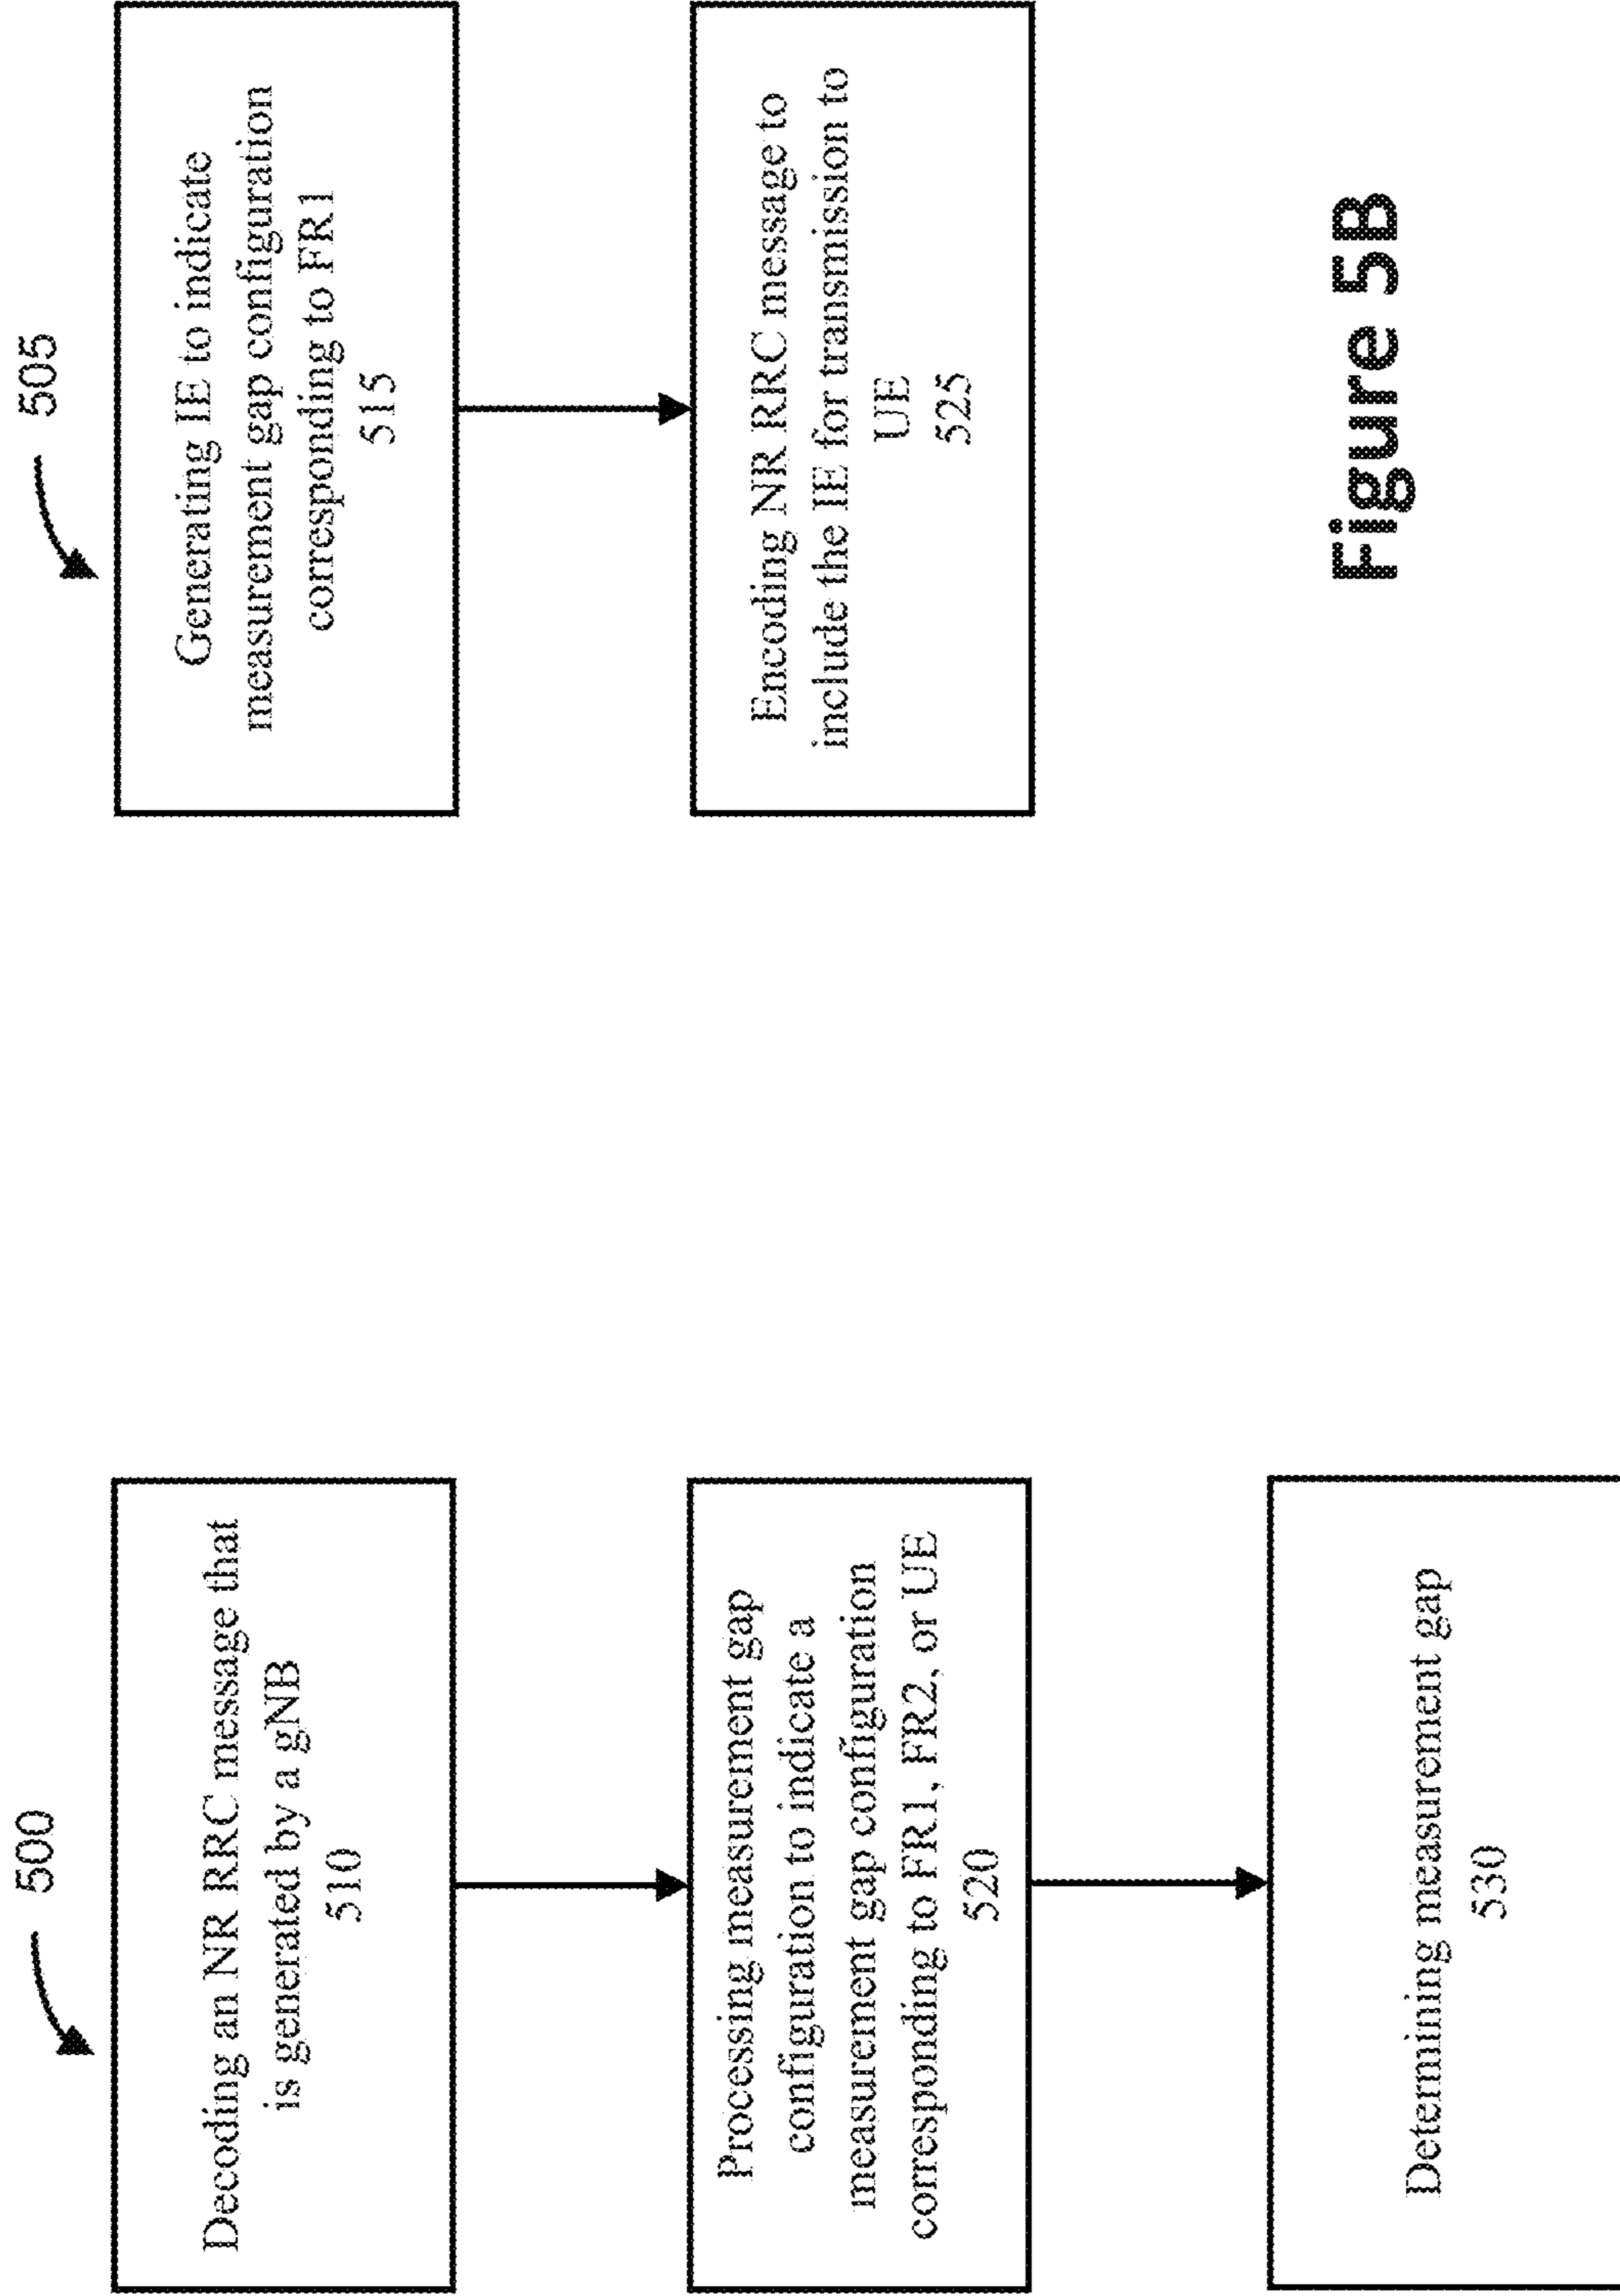 500
Decoding an NR RRC message that
is generated by a gNB
510
Processing measurement gap
configuration to indicate a
measurement gap configuration
corresponding to FR1, FR2, or UE
520
Determining measurement gap
530
505
Generating IE to indicate
measurement gap configuration
corresponding to FR1
515
Encoding NR RRC message to
include the IE for transmission to
UE
525
Figure 5B